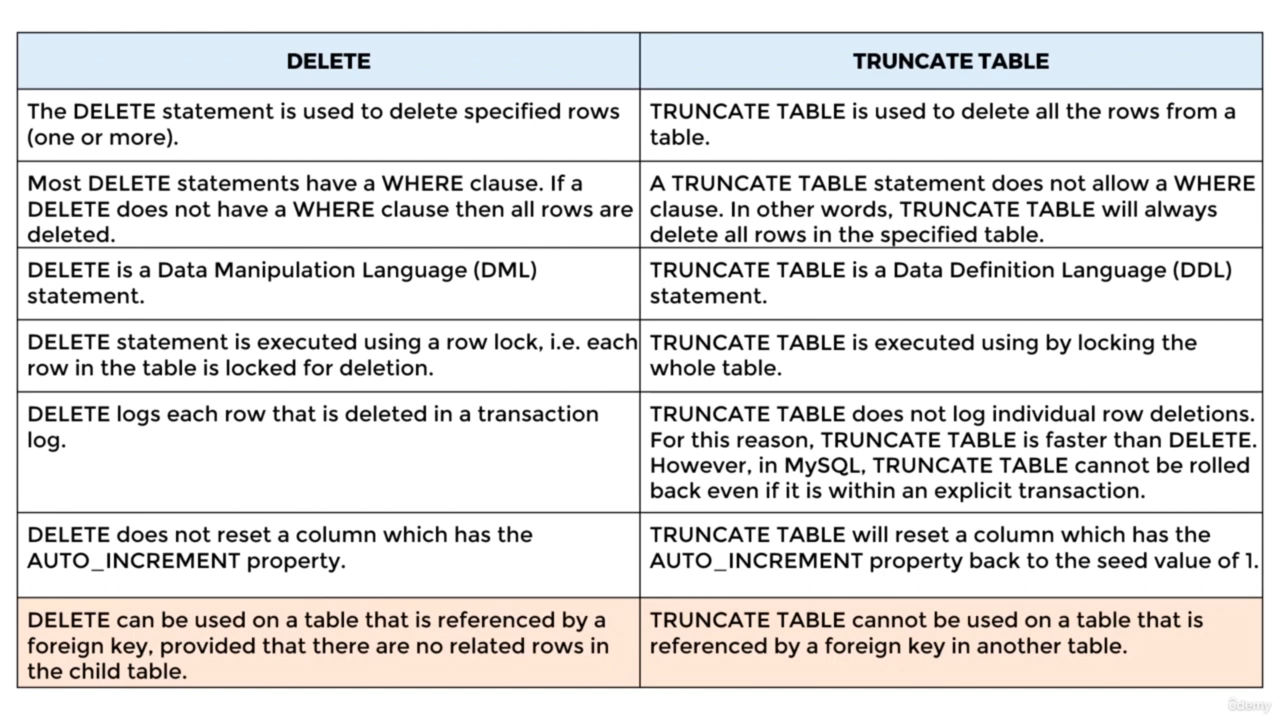 DELETE
TRUNCATE TABLE
The DELETE statement is used to delete specified rows
(one or more).
TRUNCATE TABLE is used to delete all the rows from a
table.
Most DELETE statements have a WHERE clause. If a
DELETE does not have a WHERE clause then all rows are
deleted.
A TRUNCATE TABLE statement does not allow a WHERE
clause. In other words, TRUNCATE TABLE will always
delete all rows in the specified table.
DELETE is a Data Manipulation Language (DML)
statement.
TRUNCATE TABLE is a Data Definition Language (DDL)
statement.
DELETE statement is executed using a row lock, i.e. each
row in the table is locked for deletion.
TRUNCATE TABLE is executed using by locking the
whole table.
DELETE logs each row that is deleted in a transaction
log.
TRUNCATE TABLE does not log individual row deletions.
For this reason, TRUNCATE TABLE is faster than DELETE.
However, in MySQL, TRUNCATE TABLE cannot be rolled
back even if it is within an explicit transaction.
DELETE does not reset a column which has the
AUTO_INCREMENT property.
TRUNCATE TABLE will reset a column which has the
AUTO_INCREMENT property back to the seed value of 1.
DELETE can be used on a table that is referenced by a
foreign key, provided that there are no related rows in
the child table.
TRUNCATE TABLE cannot be used on a table that is
referenced by a foreign key in another table.
ûdemy